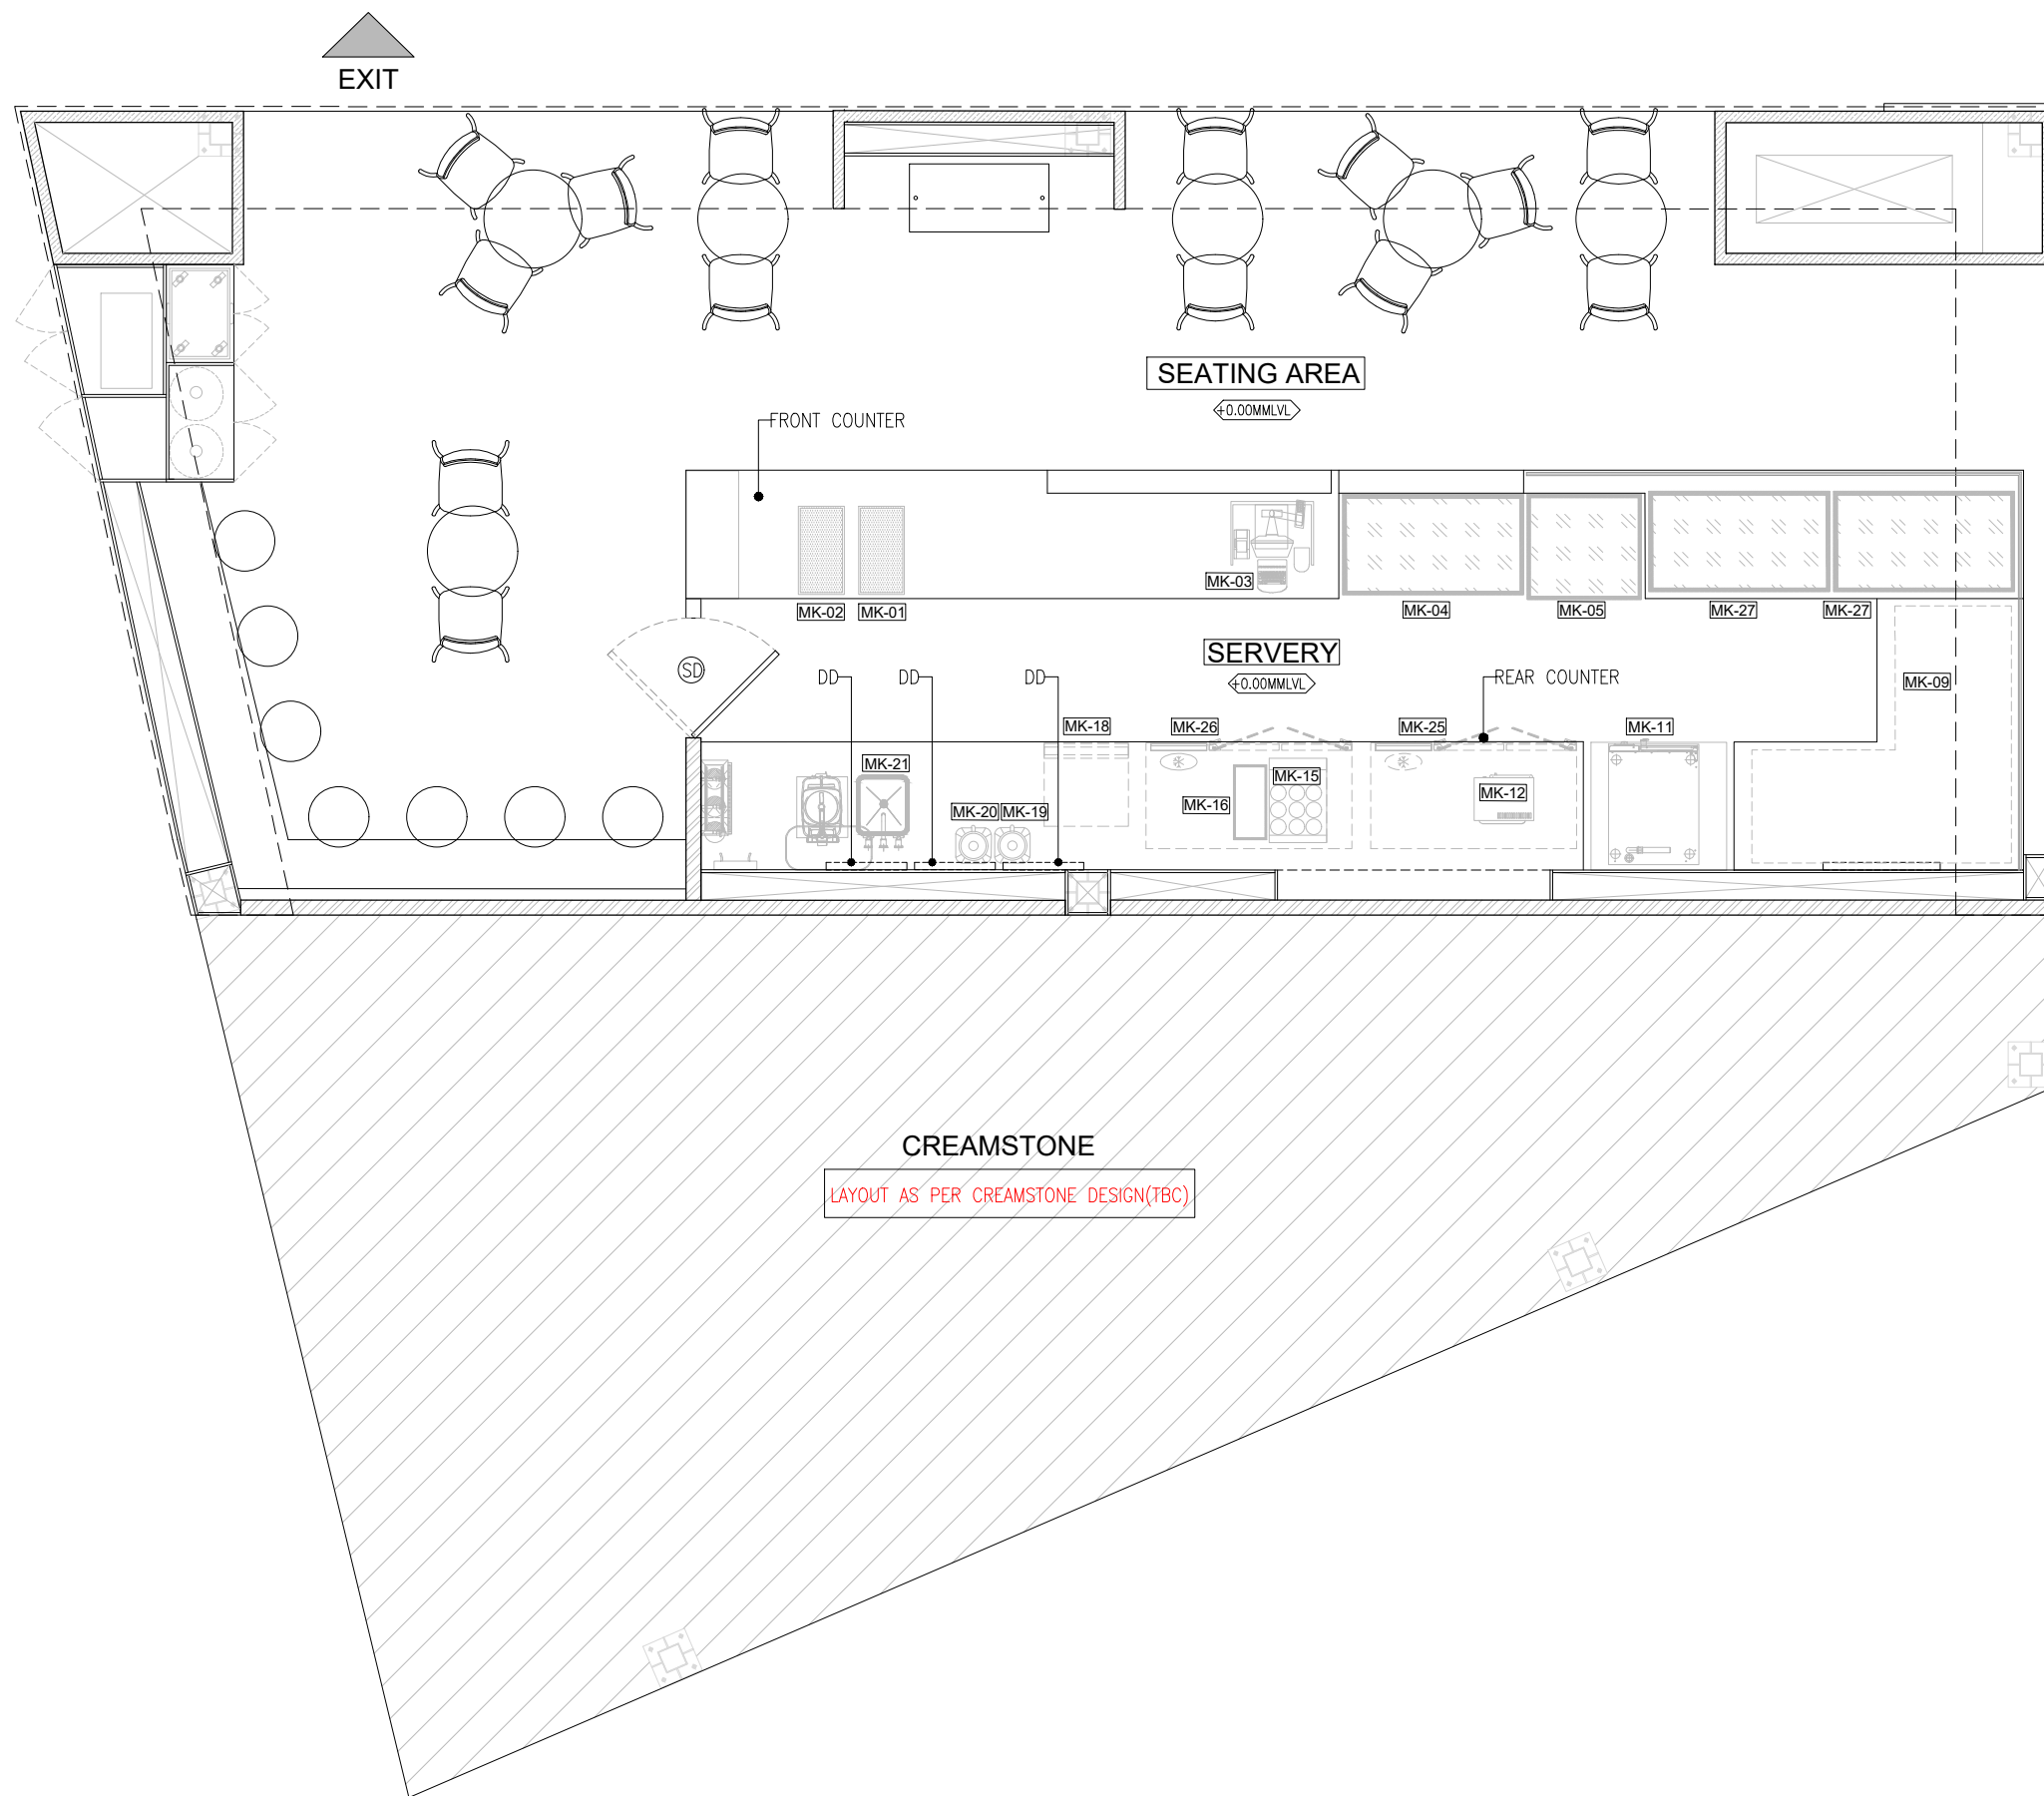 EXIT
SEATING AREA
+0.00MMLVL
FRONT COUNTER
MK-03
MK-02
MK-01
MK-04
MK-05
MK-27
MK-27
SERVERY
+0.00MMLVL
SD
DD
DD
DD
REAR COUNTER
MK-09
MK-18
MK-26
MK-25
MK-11
MK-21
MK-15
MK-16
MK-12
MK-20
MK-19
CREAMSTONE
LAYOUT AS PER CREAMSTONE DESIGN(TBC)